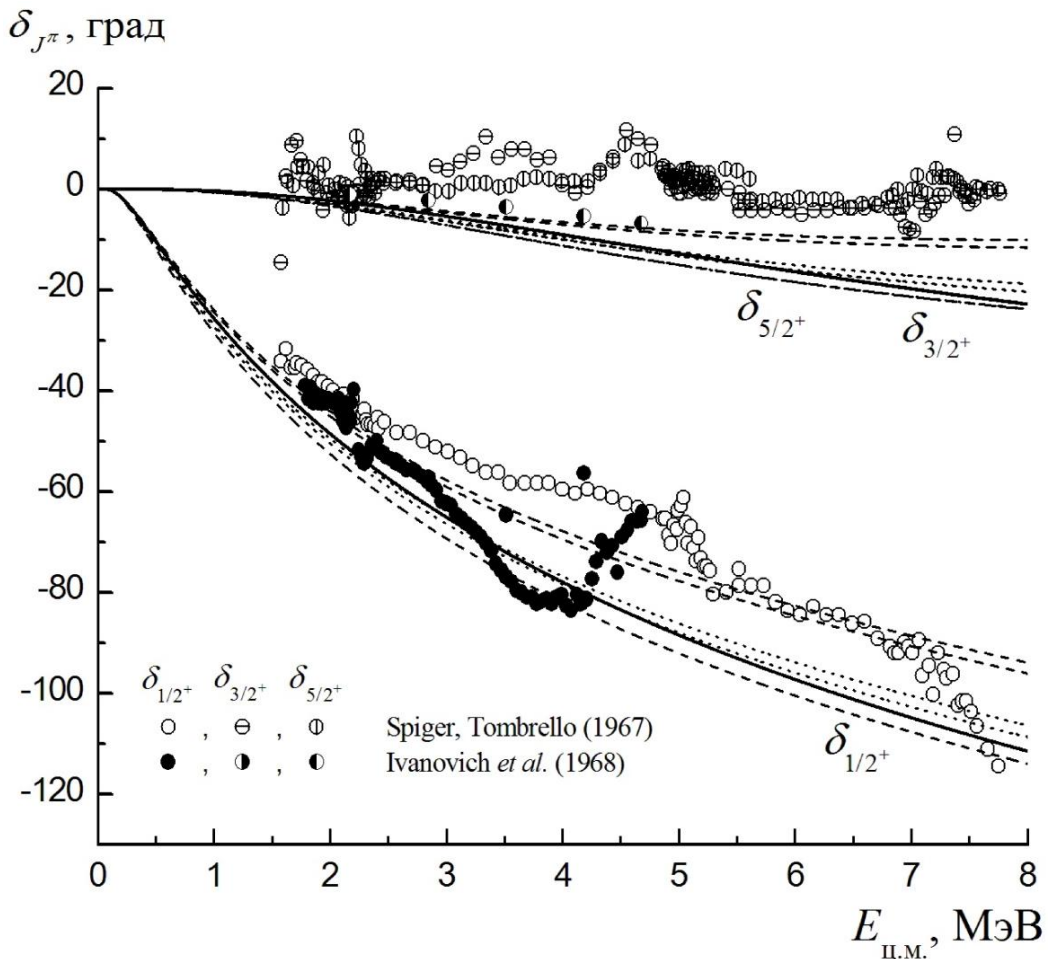 δ_{J^π}, град
20
0
-20
-40
-60
-80
-100
-120
δ_{5/2⁺}
δ_{3/2⁺}
δ_{1/2⁺}
δ_{1/2⁺} δ_{3/2⁺} δ_{5/2⁺}
, , Spiger, Tombrello (1967)
, , Ivanovich et al. (1968)
0 1 2 3 4 5 6 7 8
E_{ц.м.}, МэВ